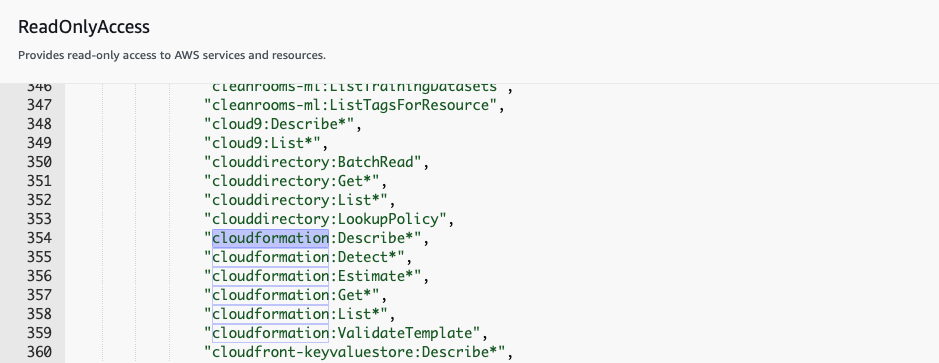 ReadOnlyAccess
Provides read-only access to AWS services and resources.
346 "cleanrooms-ml:ListTrainingDatasets",
347 "cleanrooms-ml:ListTagsForResource",
348 "cloud9:Describe*",
349 "cloud9:List*",
350 "clouddirectory:BatchRead",
351 "clouddirectory:Get*",
352 "clouddirectory:List*",
353 "clouddirectory:LookupPolicy",
354 "cloudformation:Describe*",
355 "cloudformation:Detect*",
356 "cloudformation:Estimate*",
357 "cloudformation:Get*",
358 "cloudformation:List*",
359 "cloudformation:ValidateTemplate",
360 "cloudfront-keyvaluestore:Describe*",